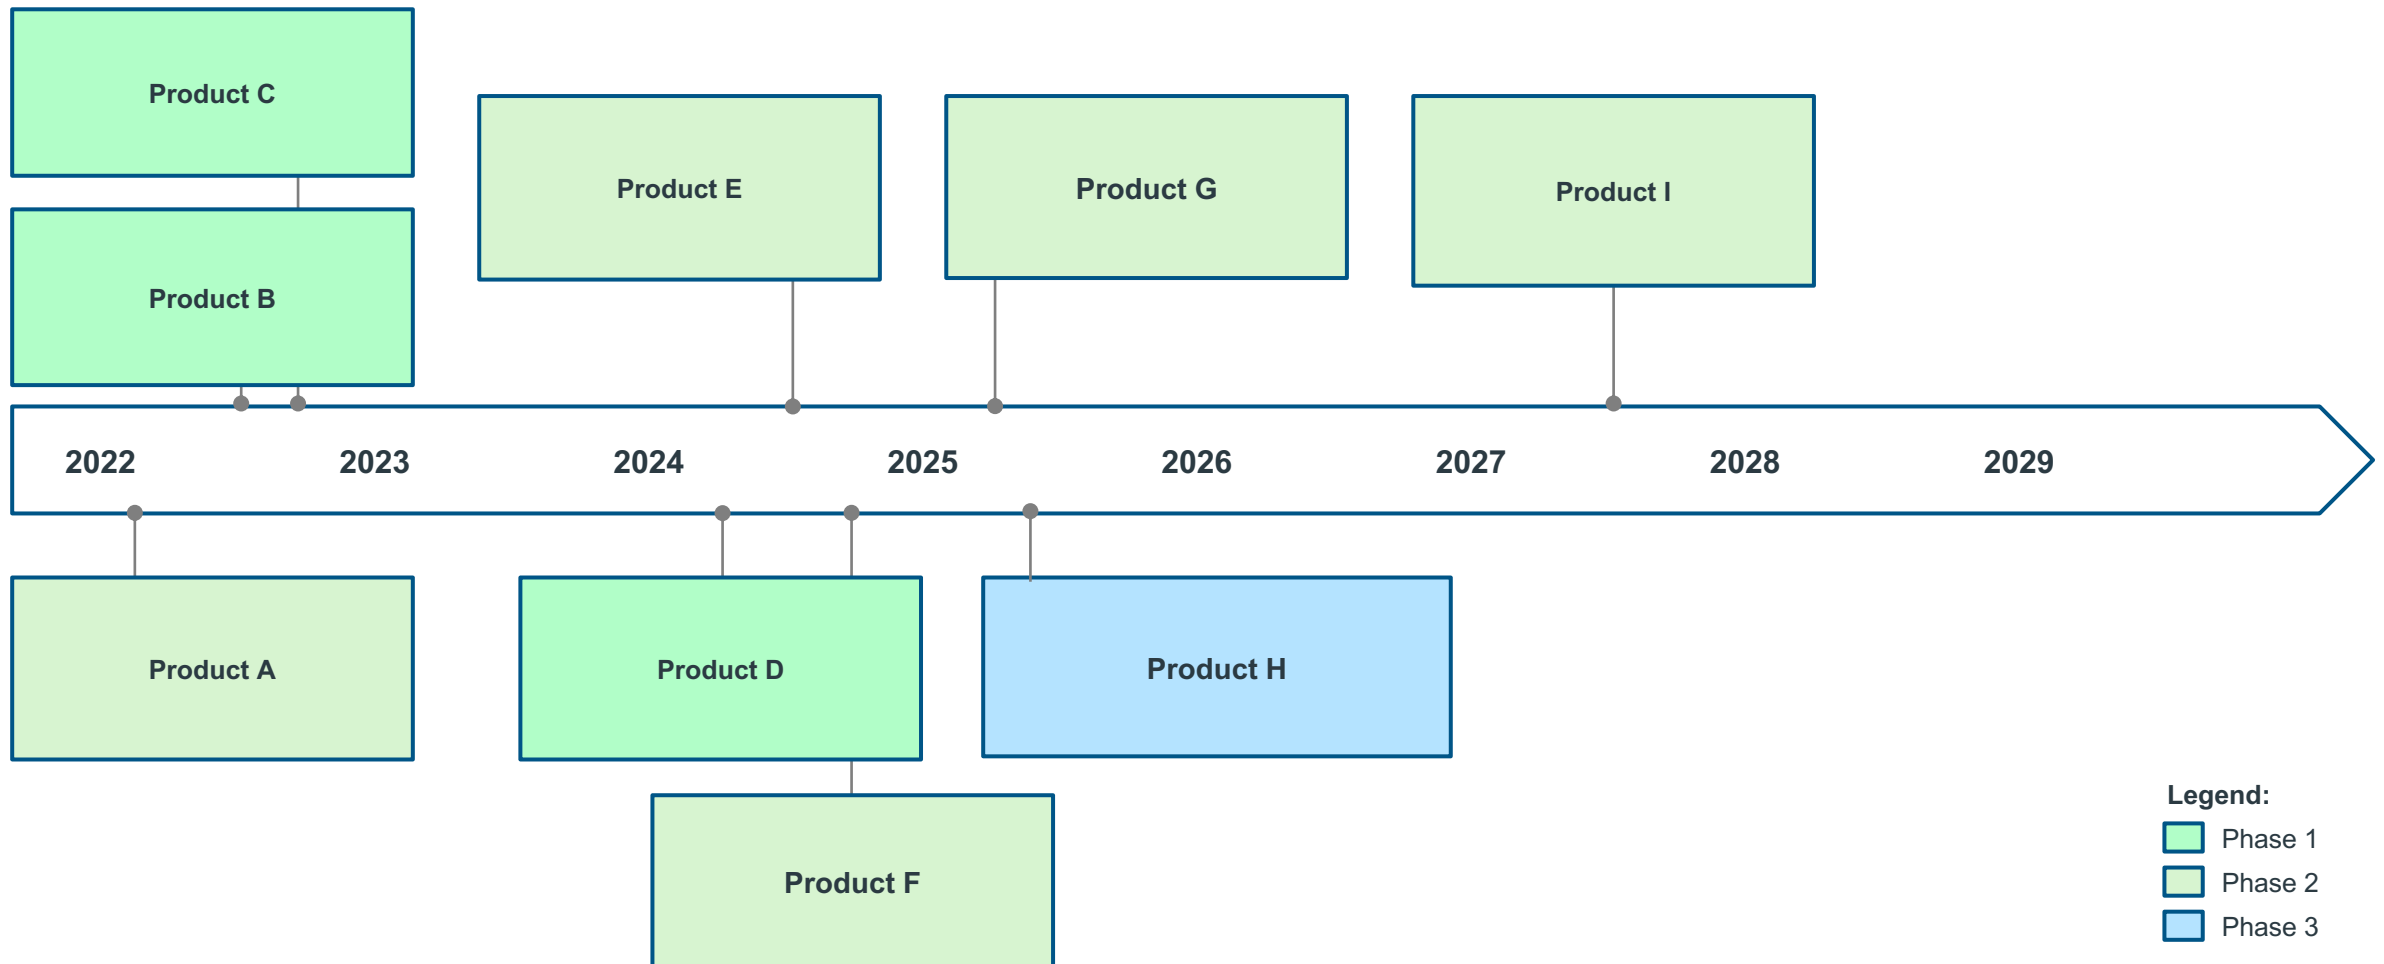 Product C
Product B
Product E
Product G
Product I
2022 2023 2024 2025 2026 2027 2028 2029
Product A
Product D
Product H
Product F
Legend:
Phase 1
Phase 2
Phase 3